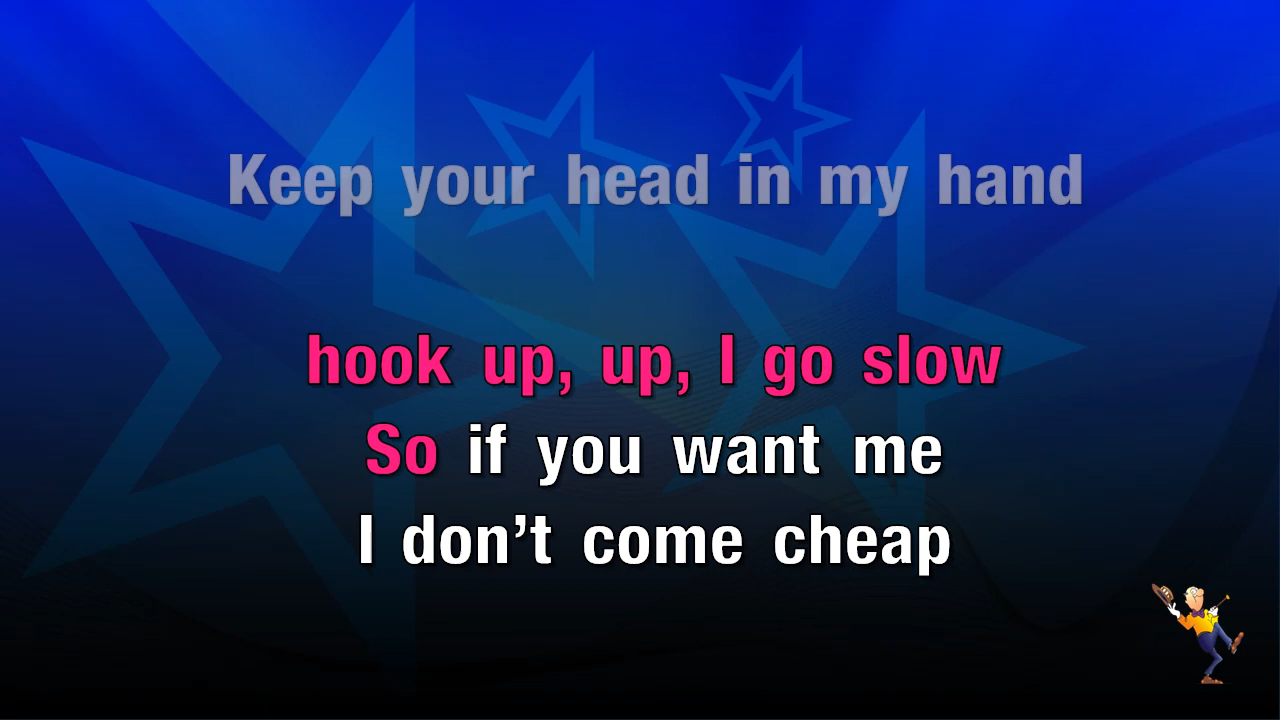 Keep your head in my hand
hook up, up, I go slow
So if you want me
I don't come cheap